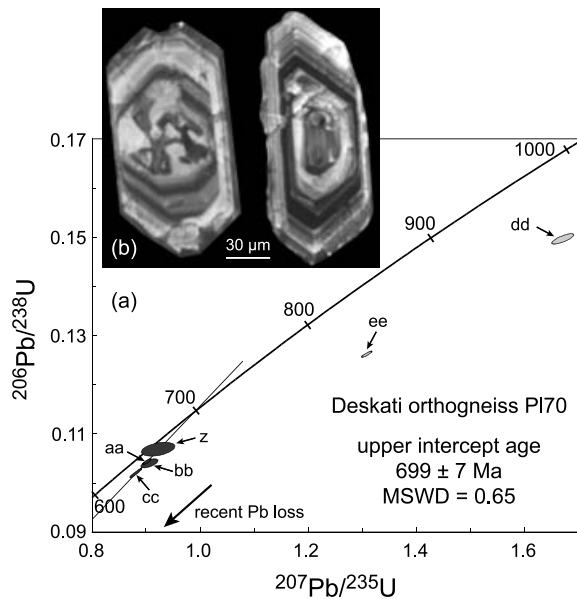 (b)
30 µm
(a)
0.17
0.15
0.13
0.11
0.09
206Pb/238U
1000
900
800
700
600
dd
ee
z
aa
bb
cc
recent Pb loss
Deskati orthogneiss Pl70
upper intercept age
699 ± 7 Ma
MSWD = 0.65
0.8
1.0
1.2
1.4
1.6
207Pb/235U